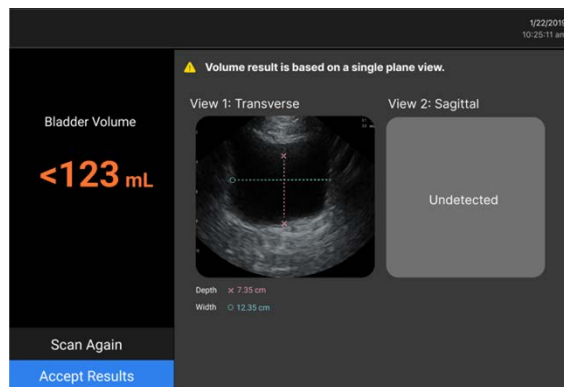 1/22/2019
10:25:11 am
Volume result is based on a single plane view.
Bladder Volume
<123 mL
View 1: Transverse
View 2: Sagittal
Undetected
Depth × 7.35 cm
Width ○ 12.35 cm
Scan Again
Accept Results